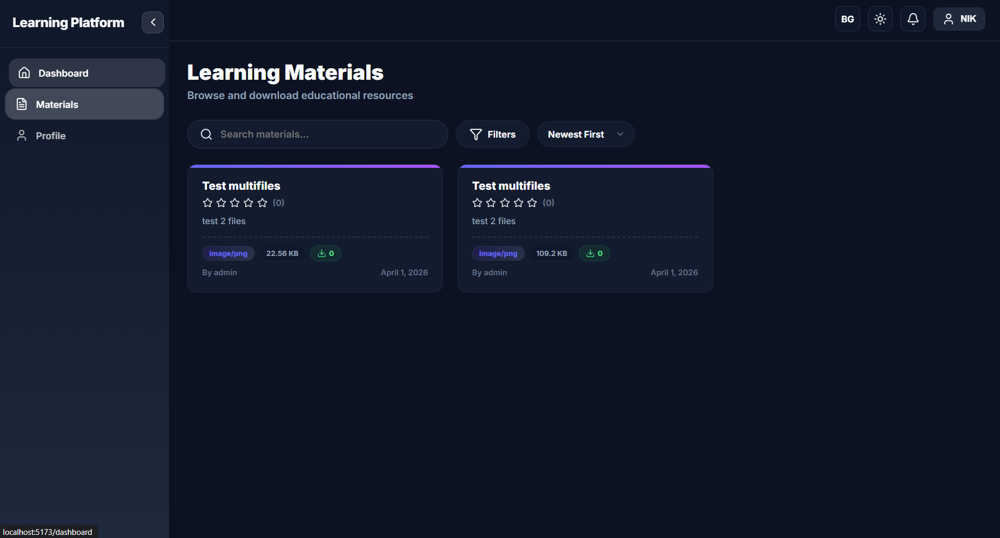 Learning Platform
BG
NIK
Dashboard
Materials
Profile
Learning Materials
Browse and download educational resources
Search materials...
Filters
Newest First
Test multifiles
(0)
test 2 files
image/png
22.56 KB
0
By admin
April 1, 2026
Test multifiles
(0)
test 2 files
image/png
109.2 KB
0
By admin
April 1, 2026
localhost:5173/dashboard